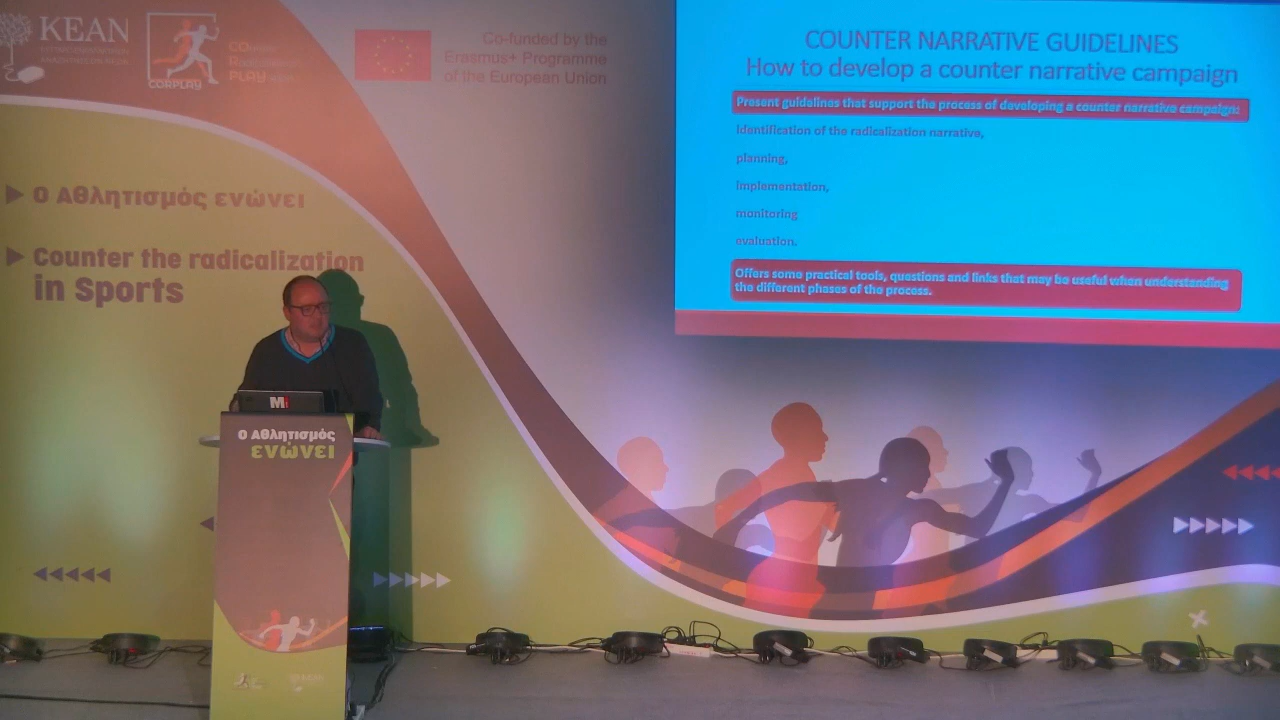 KEAN
CORPLAY
PLAY
Co-funded by the
Erasmus+ Programme
of the European Union
Ο Αθλητισμός ενώνει
Counter the radicalization
in Sports
COUNTER NARRATIVE GUIDELINES
How to develop a counter narrative campaign
Present guidelines that support the process of developing a counter narrative campaign:
Identification of the radicalization narrative,
planning,
implementation,
monitoring
evaluation.
Offers some practical tools, questions and links that may be useful when understanding
the different phases of the process.
Ο Αθλητισμός
ενώνει